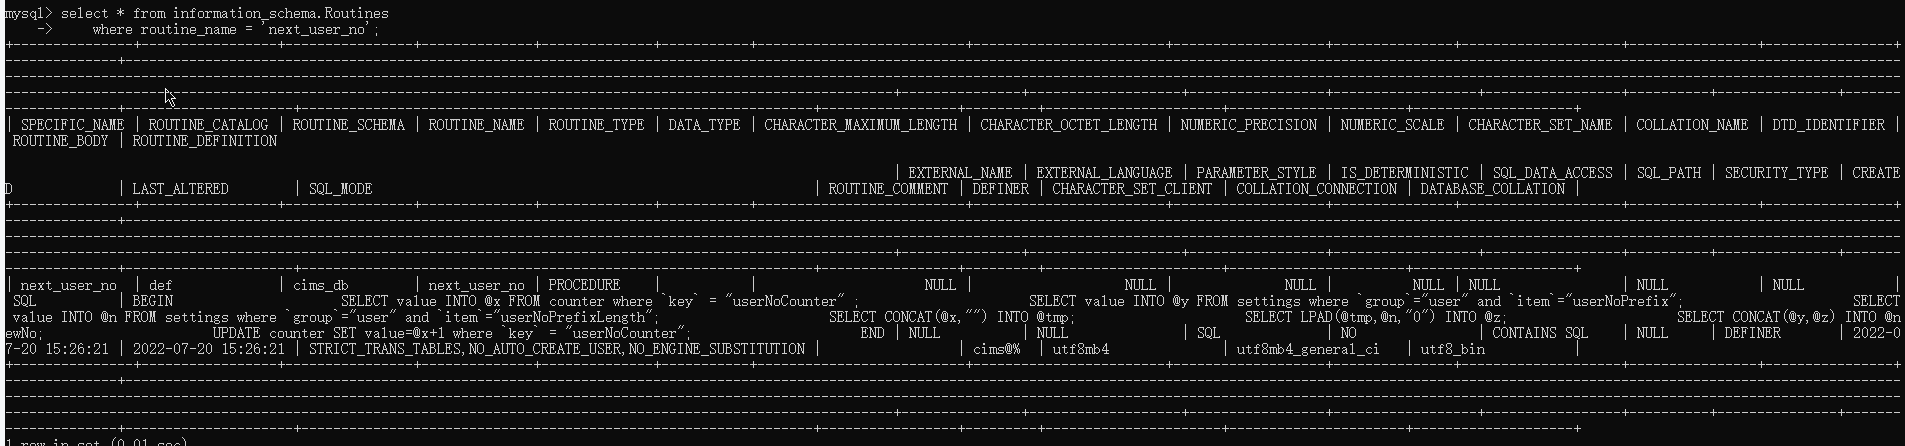 mysql> select * from information_schema.Routines
-> where routine_name = 'next_user_no';
| SPECIFIC_NAME | ROUTINE_CATALOG | ROUTINE_SCHEMA | ROUTINE_NAME | ROUTINE_TYPE | DATA_TYPE | CHARACTER_MAXIMUM_LENGTH | CHARACTER_OCTET_LENGTH | NUMERIC_PRECISION | NUMERIC_SCALE | CHARACTER_SET_NAME | COLLATION_NAME | DTD_IDENTIFIER |
ROUTINE_BODY | ROUTINE_DEFINITION
| EXTERNAL_NAME | EXTERNAL_LANGUAGE | PARAMETER_STYLE | IS_DETERMINISTIC | SQL_DATA_ACCESS | SQL_PATH | SECURITY_TYPE | CREATE
D | LAST_ALTERED | SQL_MODE | ROUTINE_COMMENT | DEFINER | CHARACTER_SET_CLIENT | COLLATION_CONNECTION | DATABASE_COLLATION |
| next_user_no | def | cims_db | next_user_no | PROCEDURE | | NULL | NULL | NULL | NULL | NULL | NULL | NULL |
SQL | BEGIN SELECT value INTO @x FROM counter where `key` = "userNoCounter" ; SELECT value INTO @y FROM settings where `group`="user" and `item`="userNoPrefix"; SELECT
value INTO @n FROM settings where `group`="user" and `item`="userNoPrefixLength"; SELECT CONCAT(@x,"") INTO @tmp; SELECT LPAD(@tmp,@n,"0") INTO @z; SELECT CONCAT(@y,@z) INTO @n
ewNo; UPDATE counter SET value=@x+1 where `key` = "userNoCounter"; END | NULL | NULL | SQL | NO | CONTAINS SQL | NULL | DEFINER | 2022-0
7-20 15:26:21 | 2022-07-20 15:26:21 | STRICT_TRANS_TABLES,NO_AUTO_CREATE_USER,NO_ENGINE_SUBSTITUTION | | cims@% | utf8mb4 | utf8mb4_general_ci | utf8_bin |
1 row in set (0.01 sec)